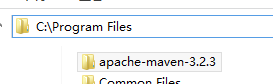 C:\Program Files
apache-maven-3.2.3
Common Files